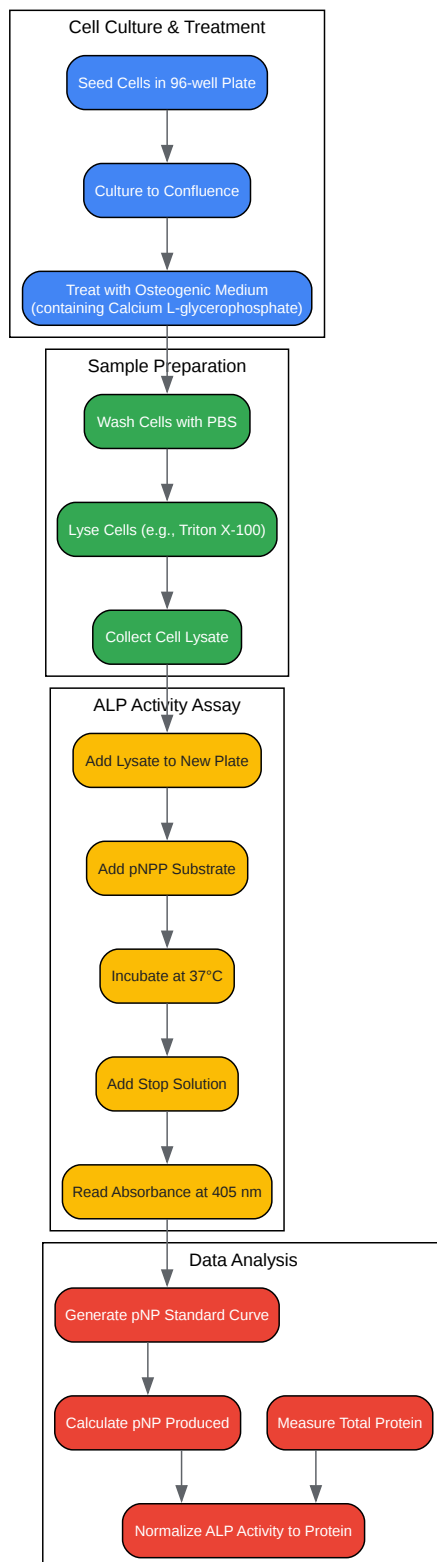 Cell Culture & Treatment
Seed Cells in 96-well Plate
Culture to Confluence
Treat with Osteogenic Medium
(containing Calcium L-glycerophosphate)
Sample Preparation
Wash Cells with PBS
Lyse Cells (e.g., Triton X-100)
Collect Cell Lysate
ALP Activity Assay
Add Lysate to New Plate
Add pNPP Substrate
Incubate at 37°C
Add Stop Solution
Read Absorbance at 405 nm
Data Analysis
Generate pNP Standard Curve
Calculate pNP Produced
Measure Total Protein
Normalize ALP Activity to Protein